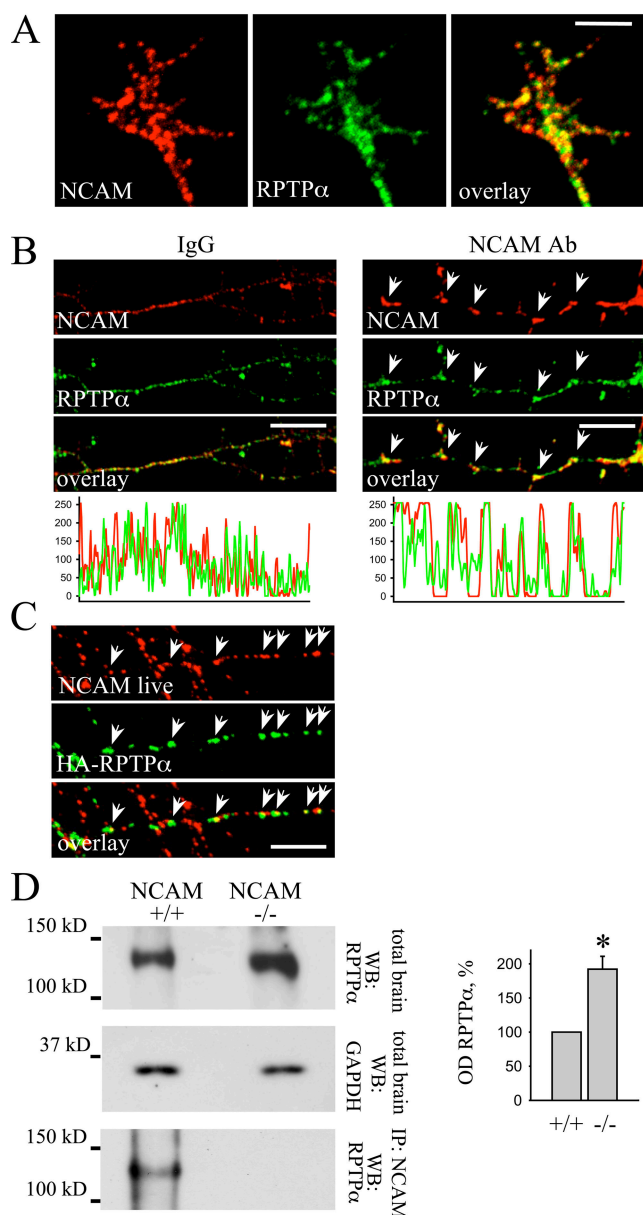 A
NCAM
RPTPα
overlay
B
IgG
NCAM Ab
NCAM
NCAM
RPTPα
RPTPα
overlay
overlay
250
200
150
100
50
0
250
200
150
100
50
0
C
NCAM live
HA-RPTPα
overlay
D
NCAM +/+
NCAM -/-
150 kD
100 kD
total brain
WB: RPTPα
37 kD
total brain
WB: GAPDH
150 kD
100 kD
IP: NCAM
WB: RPTPα
OD RPTPα, %
200
150
100
50
0
*
+/+
-/-